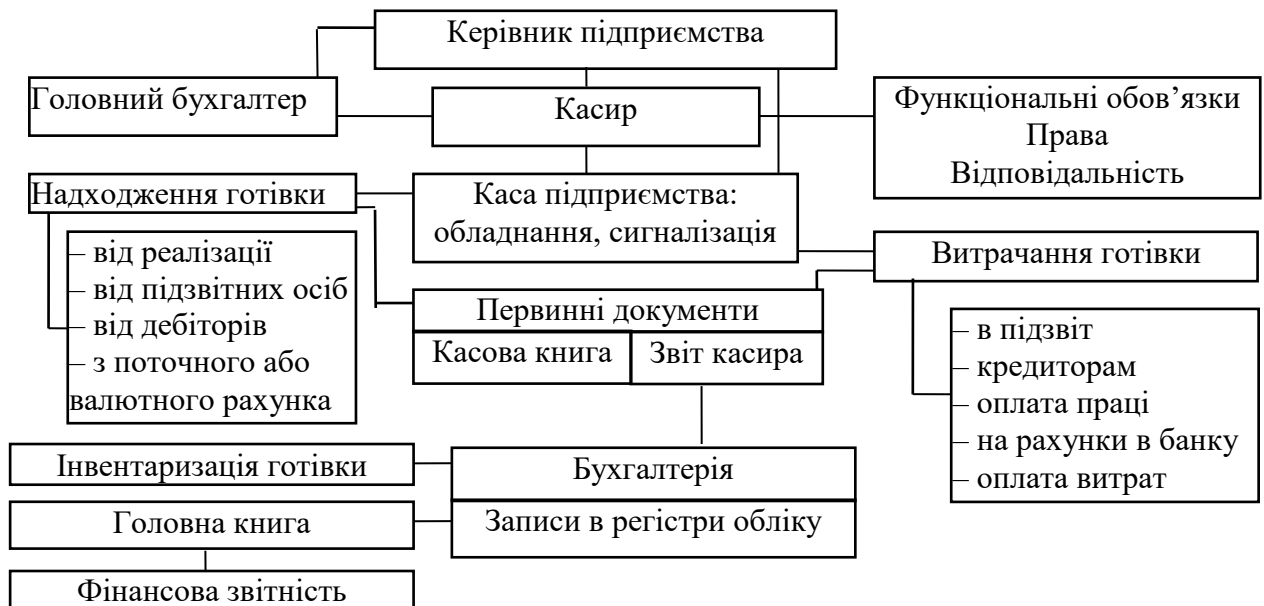 Керівник підприємства
Головний бухгалтер
Касир
Функціональні обов’язки
Права
Відповідальність
Надходження готівки
Каса підприємства:
обладнання, сигналізація
– від реалізації
– від підзвітних осіб
– від дебіторів
– з поточного або
валютного рахунка
Витрачання готівки
Первинні документи
Касова книга
Звіт касира
– в підзвіт
– кредиторам
– оплата праці
– на рахунки в банку
– оплата витрат
Інвентаризація готівки
Бухгалтерія
Головна книга
Записи в регістри обліку
Фінансова звітність